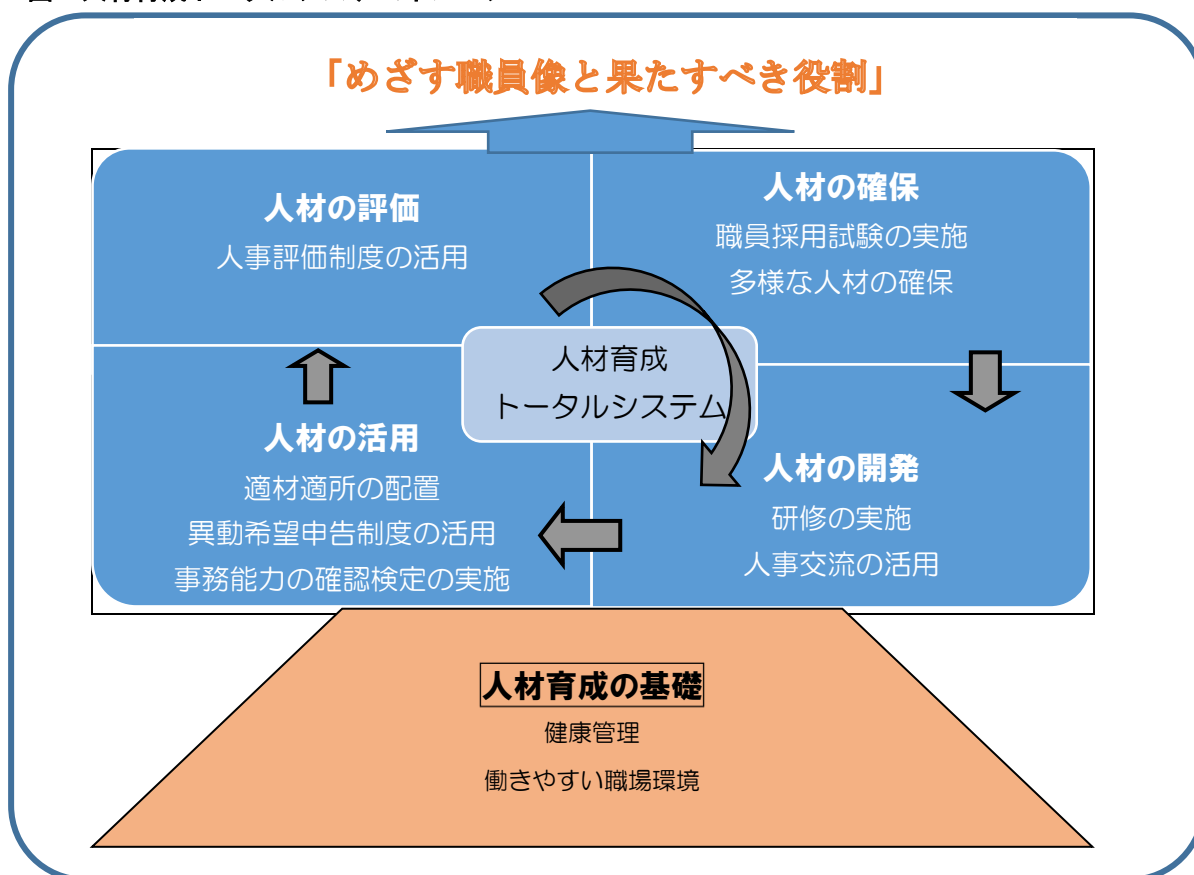 「めざす職員像と果たすべき役割」
人材の評価
人事評価制度の活用
人材の確保
職員採用試験の実施
多様な人材の確保
人材育成
トータルシステム
人材の活用
適材適所の配置
異動希望申告制度の活用
事務能力の確認検定の実施
人材の開発
研修の実施
人事交流の活用
人材育成の基礎
健康管理
働きやすい職場環境